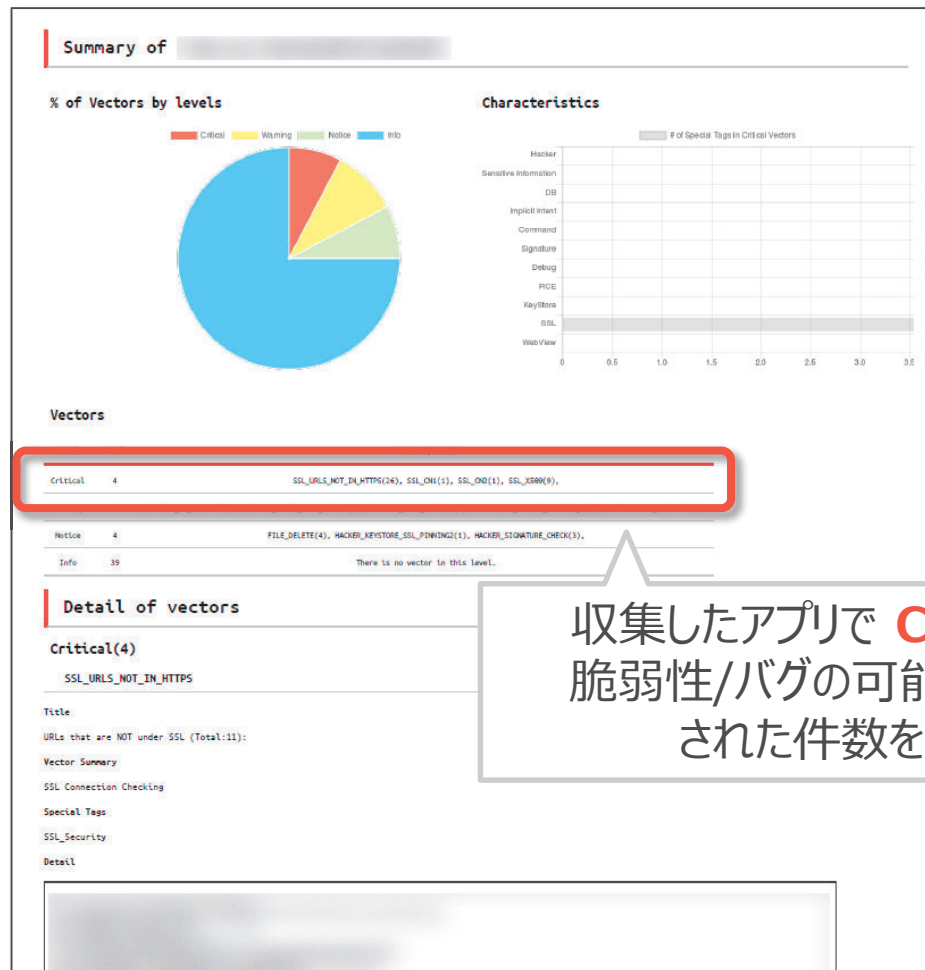 Summary of
% of Vectors by levels
Characteristics
Critical Warning Notice Info
# of Special Tags in Critical Vectors
Hacker
Sensitive Information
DB
Implicit Intent
Command
Signature
Debug
RCE
KeyStore
SSL
WebView
0 0.5 1.0 1.5 2.0 2.5 3.0 3.5
Vectors
Critical 4 SSL_URLS_NOT_IN_HTTPS(26), SSL_CN1(1), SSL_CN2(1), SSL_X509(9),
Notice 4 FILE_DELETE(4), HACKER_KEYSTORE_SSL_PINNING2(1), HACKER_SIGNATURE_CHECK(3),
Info 39 There is no vector in this level.
Detail of vectors
Critical(4)
SSL_URLS_NOT_IN_HTTPS
Title
URLs that are NOT under SSL (Total:11):
Vector Summary
SSL Connection Checking
Special Tags
SSL_Security
Detail
収集したアプリで C
脆弱性/バグの可能
された件数を